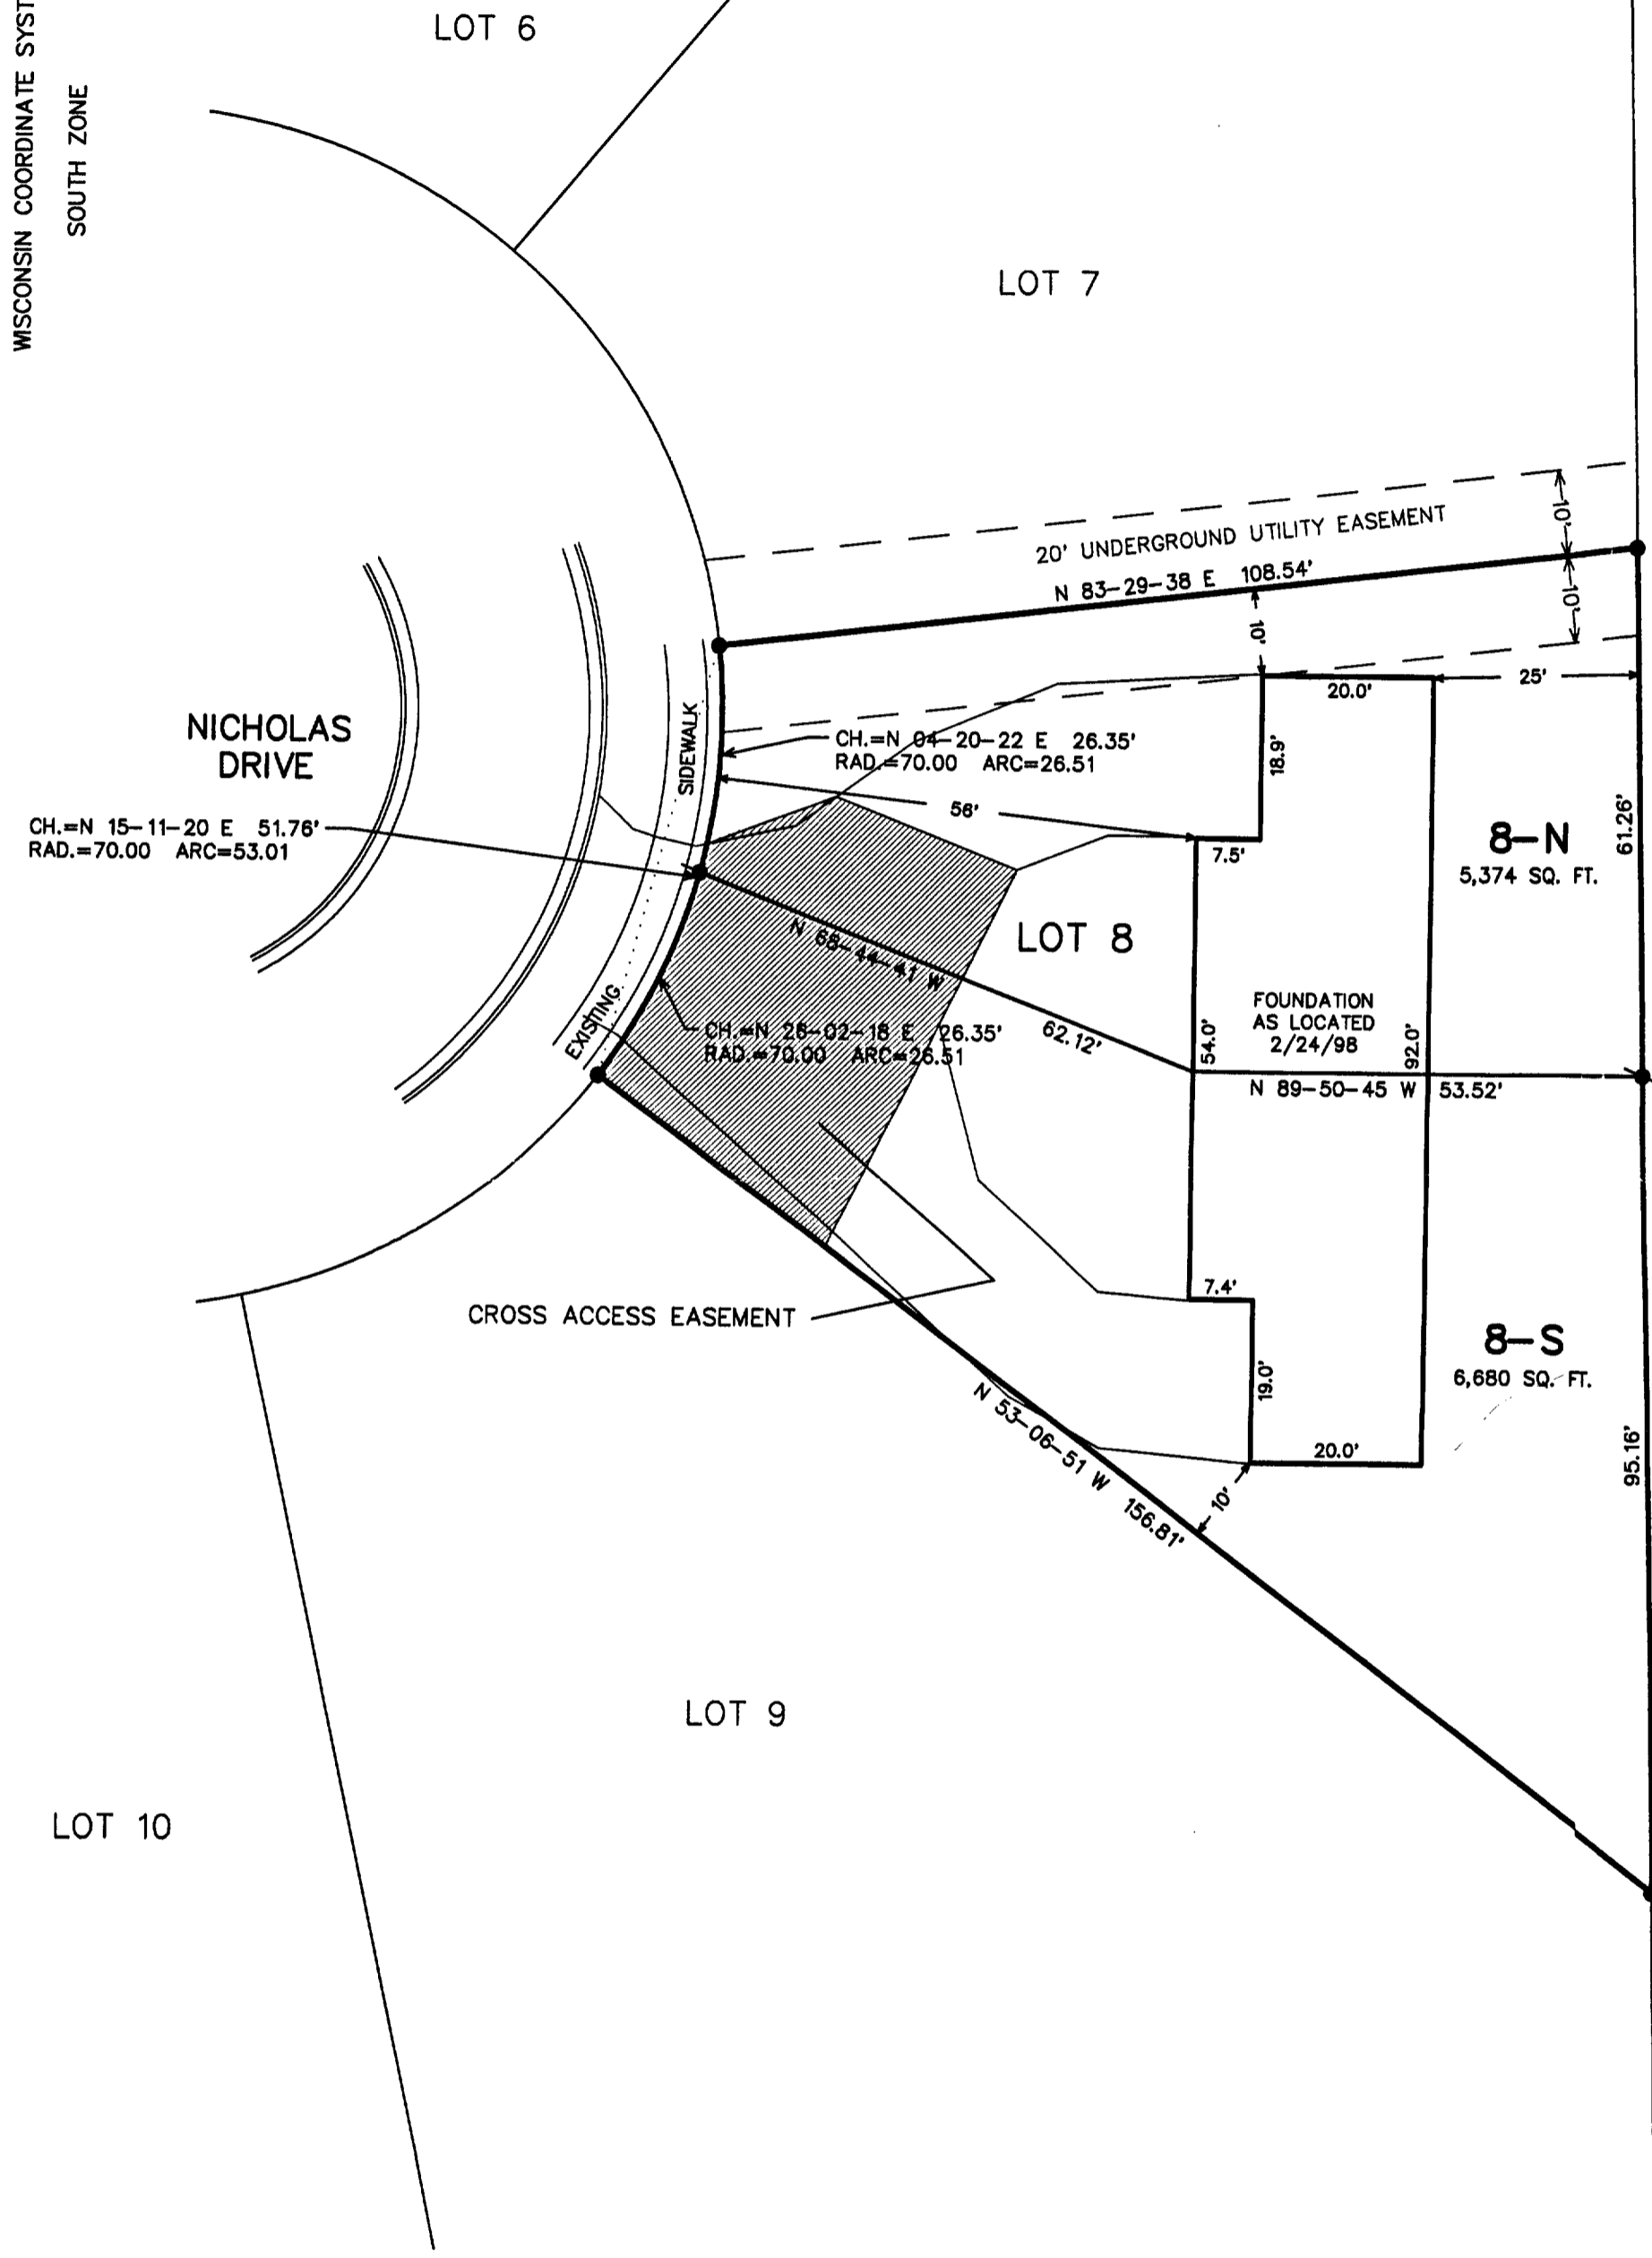 WISCONSIN COORDINATE SYST
SOUTH ZONE
LOT 6
LOT 7
20' UNDERGROUND UTILITY EASEMENT
N 83-29-38 E 108.54'
10'
10'
10'
20.0'
25'
NICHOLAS
DRIVE
SIDEWALK
EXISTING
CH.=N 04-20-22 E 26.35'
RAD.=70.00 ARC=26.51
18.9'
56'
7.5'
CH.=N 15-11-20 E 51.76'
RAD.=70.00 ARC=53.01
8-N
5,374 SQ. FT.
61.26'
N 68-44-41 W
62.12'
LOT 8
FOUNDATION
AS LOCATED
2/24/98
54.0'
92.0'
CH.=N 26-02-18 E 26.35'
RAD.=70.00 ARC=26.51
N 89-50-45 W 53.52'
7.4'
CROSS ACCESS EASEMENT
8-S
6,680 SQ. FT.
19.0'
20.0'
10'
95.16'
N 53-06-51 W 156.81'
LOT 9
LOT 10